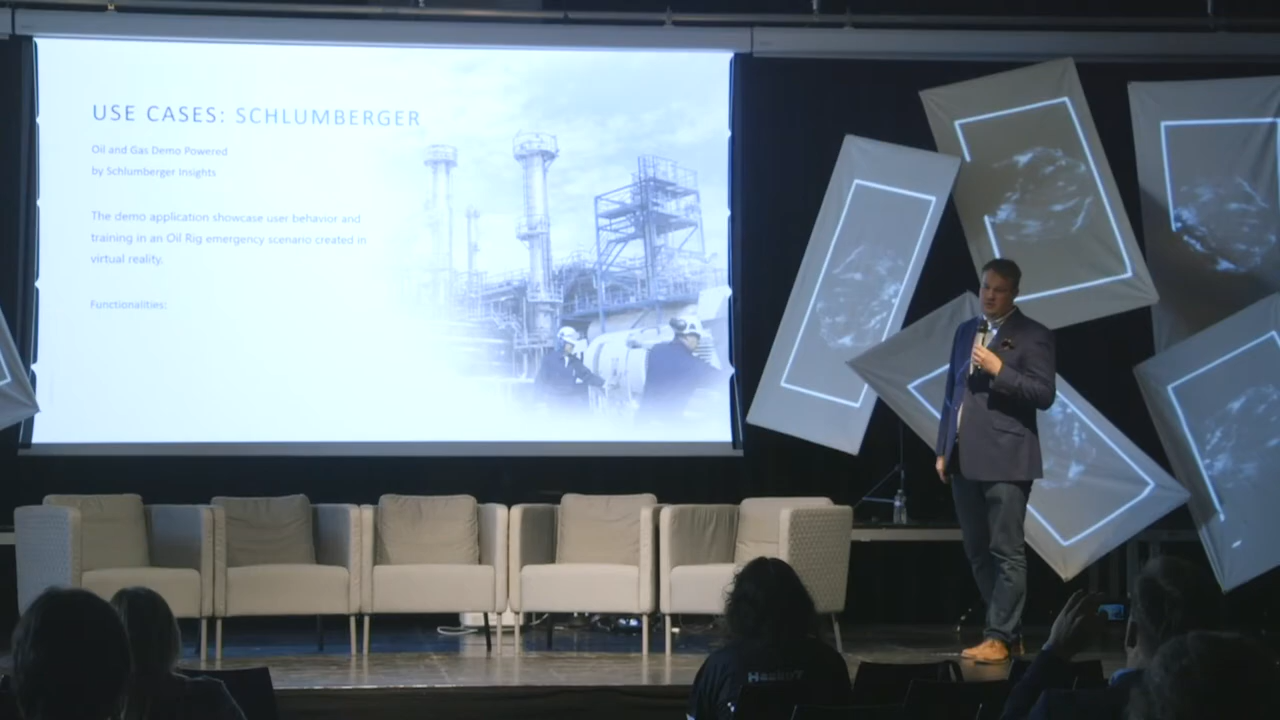 USE CASES: SCHLUMBERGER
Oil and Gas Demo Powered
by Schlumberger Insights
The demo application showcase user behavior and
training in an Oil Rig emergency scenario created in
virtual reality.
Functionalities: